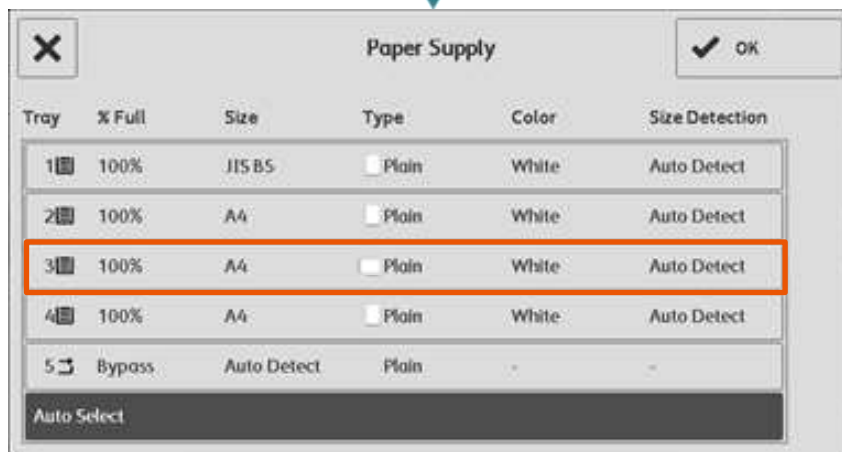 Paper Supply
OK
Tray % Full Size Type Color Size Detection
1 100% JIS B5 Plain White Auto Detect
2 100% A4 Plain White Auto Detect
3 100% A4 Plain White Auto Detect
4 100% A4 Plain White Auto Detect
5 Bypass Auto Detect Plain - -
Auto Select